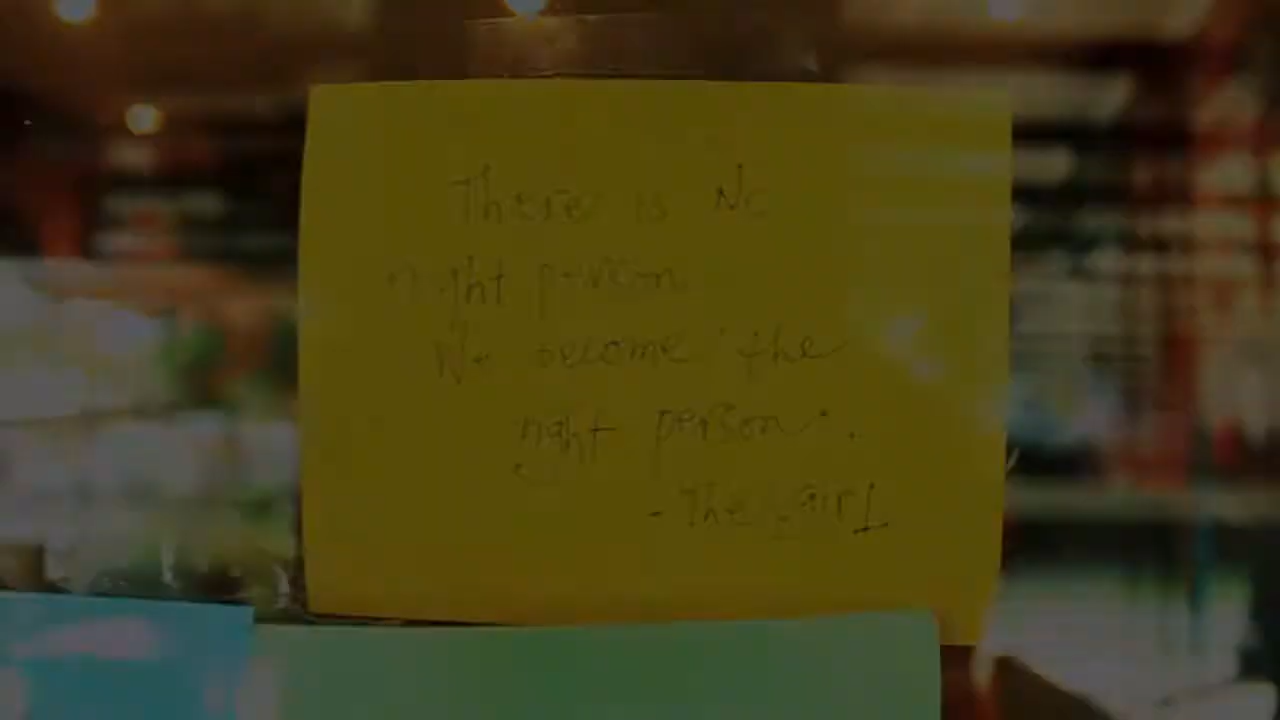 There is No
right person
We become the
right person.
- The Girl